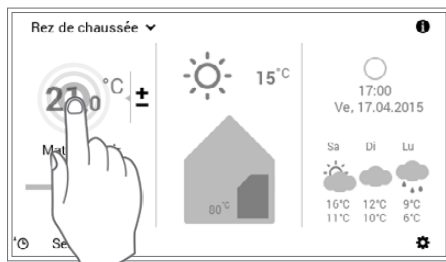 Rez de chaussée
21.0 °C
±
15°C
17:00
Ve, 17.04.2015
Sa Di Lu
16°C 12°C 9°C
11°C 10°C 6°C
80°C